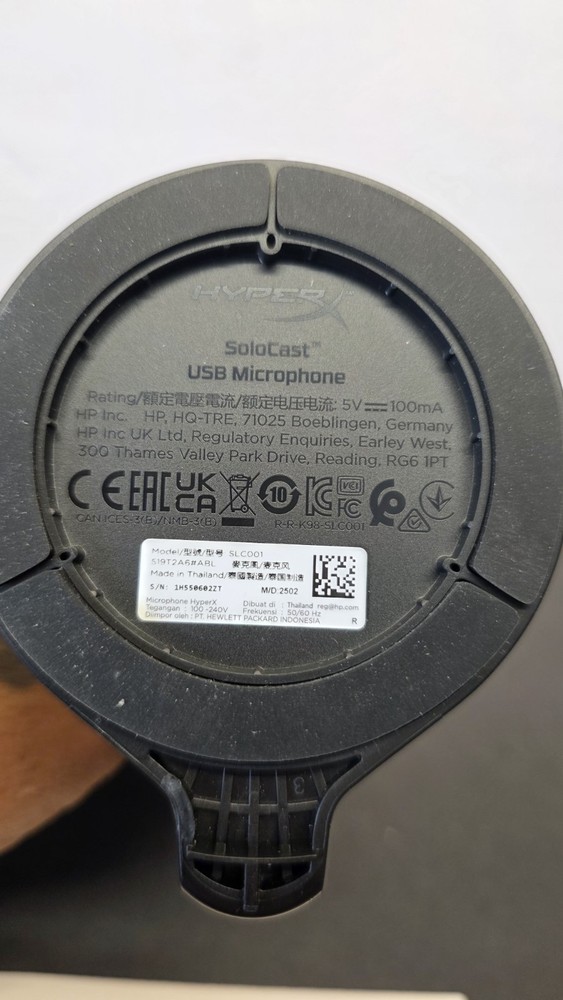 HYPERX
SoloCast™
USB Microphone
Rating/額定電壓電流/额定电压电流: 5V⎓100mA
HP Inc. HP, HQ-TRE, 71025 Boeblingen, Germany
HP Inc UK Ltd, Regulatory Enquiries, Earley West,
300 Thames Valley Park Drive, Reading, RG6 1PT
CE EAC UK CA 10 KC VCI FC
CAN ICES-3(B)/NMB-3(B) R-R-K98-SLC001
Model/型號/型号 SLC001
519T2A6#ABL 麥克風/麦克风
Made in Thailand/泰國製造/泰国制造
S/N: 1H550602ZT M/D:2502
Microphone HyperX Dibuat di : Thailand reg@hp.com
Tegangan : 100-240V Frekuensi : 50/60 Hz
Diimpor oleh : PT. HEWLETT PACKARD INDONESIA R
3